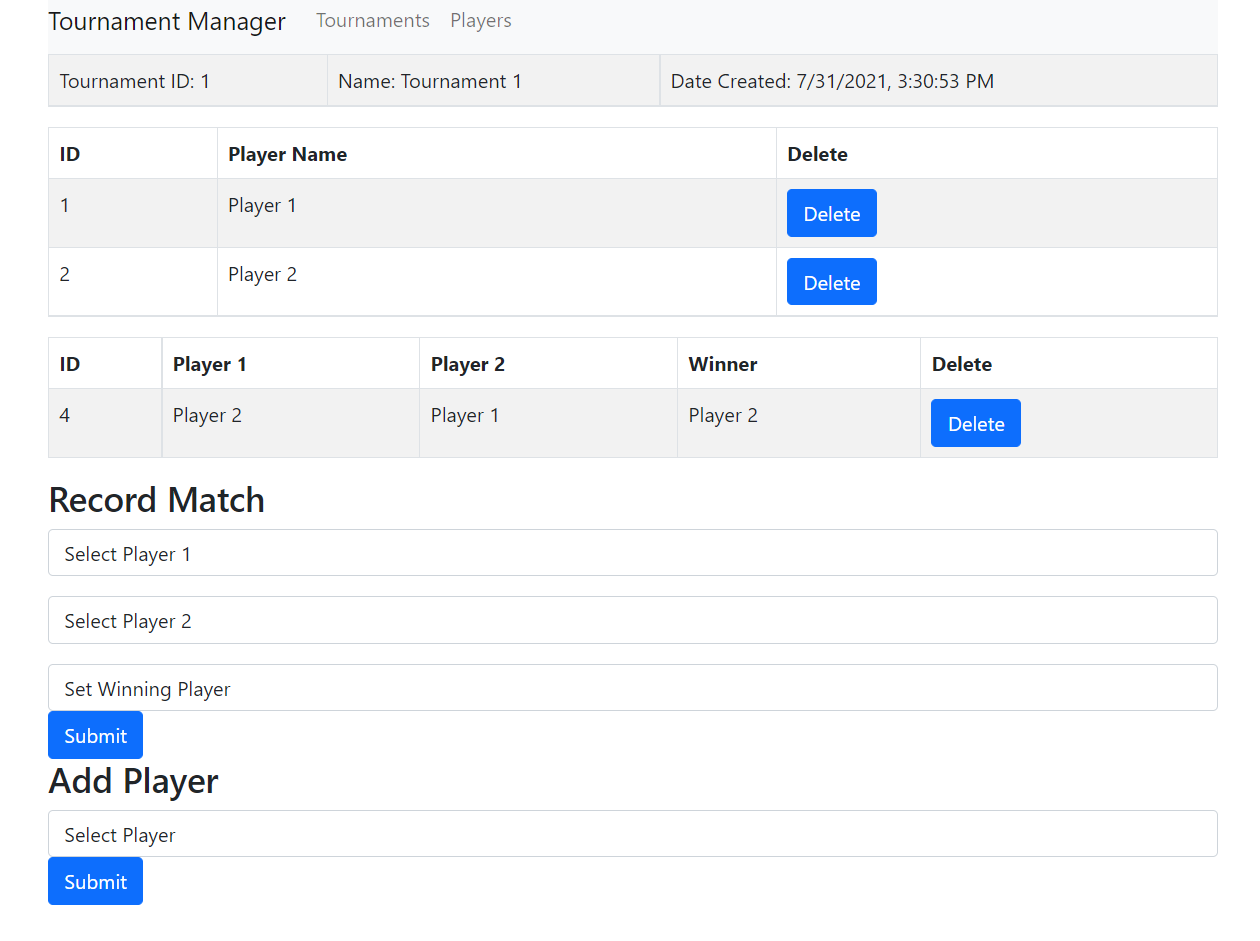 Tournament Manager Tournaments Players
Tournament ID: 1 Name: Tournament 1 Date Created: 7/31/2021, 3:30:53 PM
ID Player Name Delete
1 Player 1 Delete
2 Player 2 Delete
ID Player 1 Player 2 Winner Delete
4 Player 2 Player 1 Player 2 Delete
Record Match
Select Player 1
Select Player 2
Set Winning Player
Submit
Add Player
Select Player
Submit